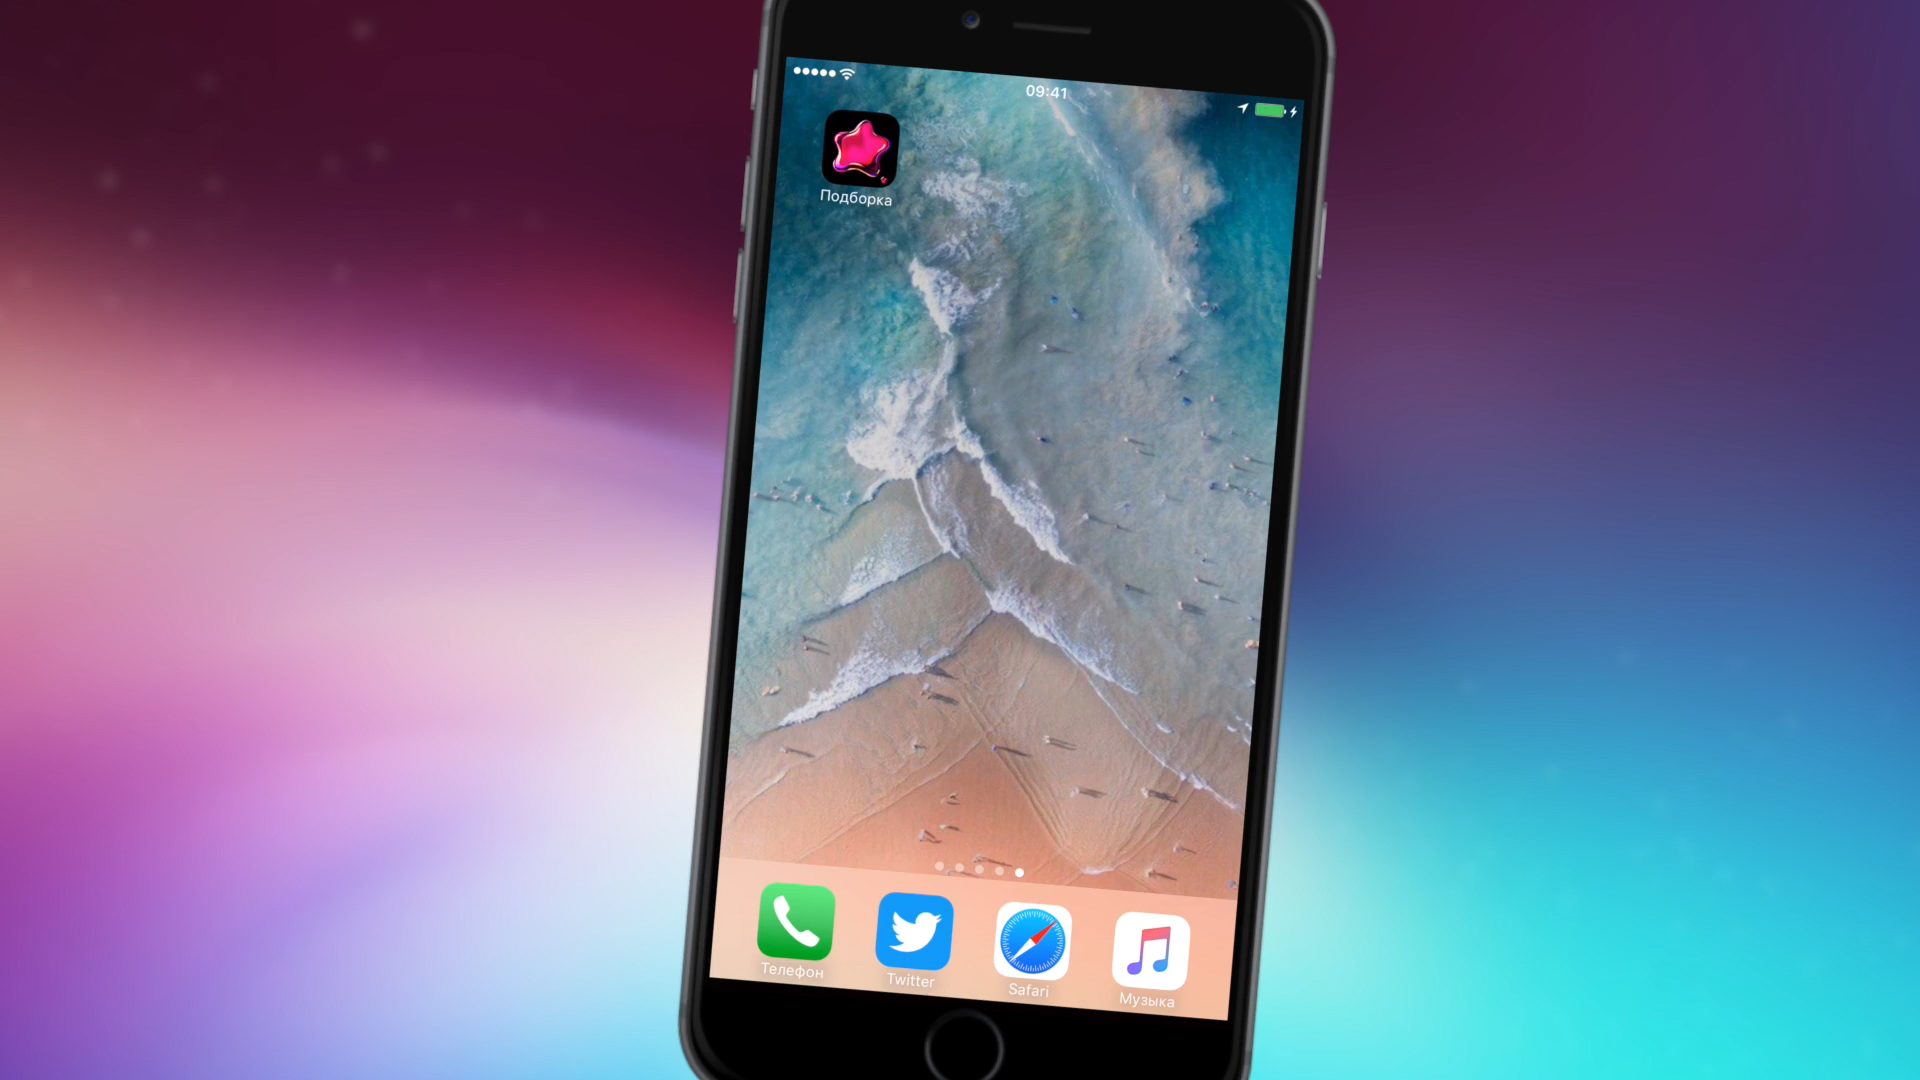 09:41
Подборка
Телефон
Twitter
Safari
Музыка